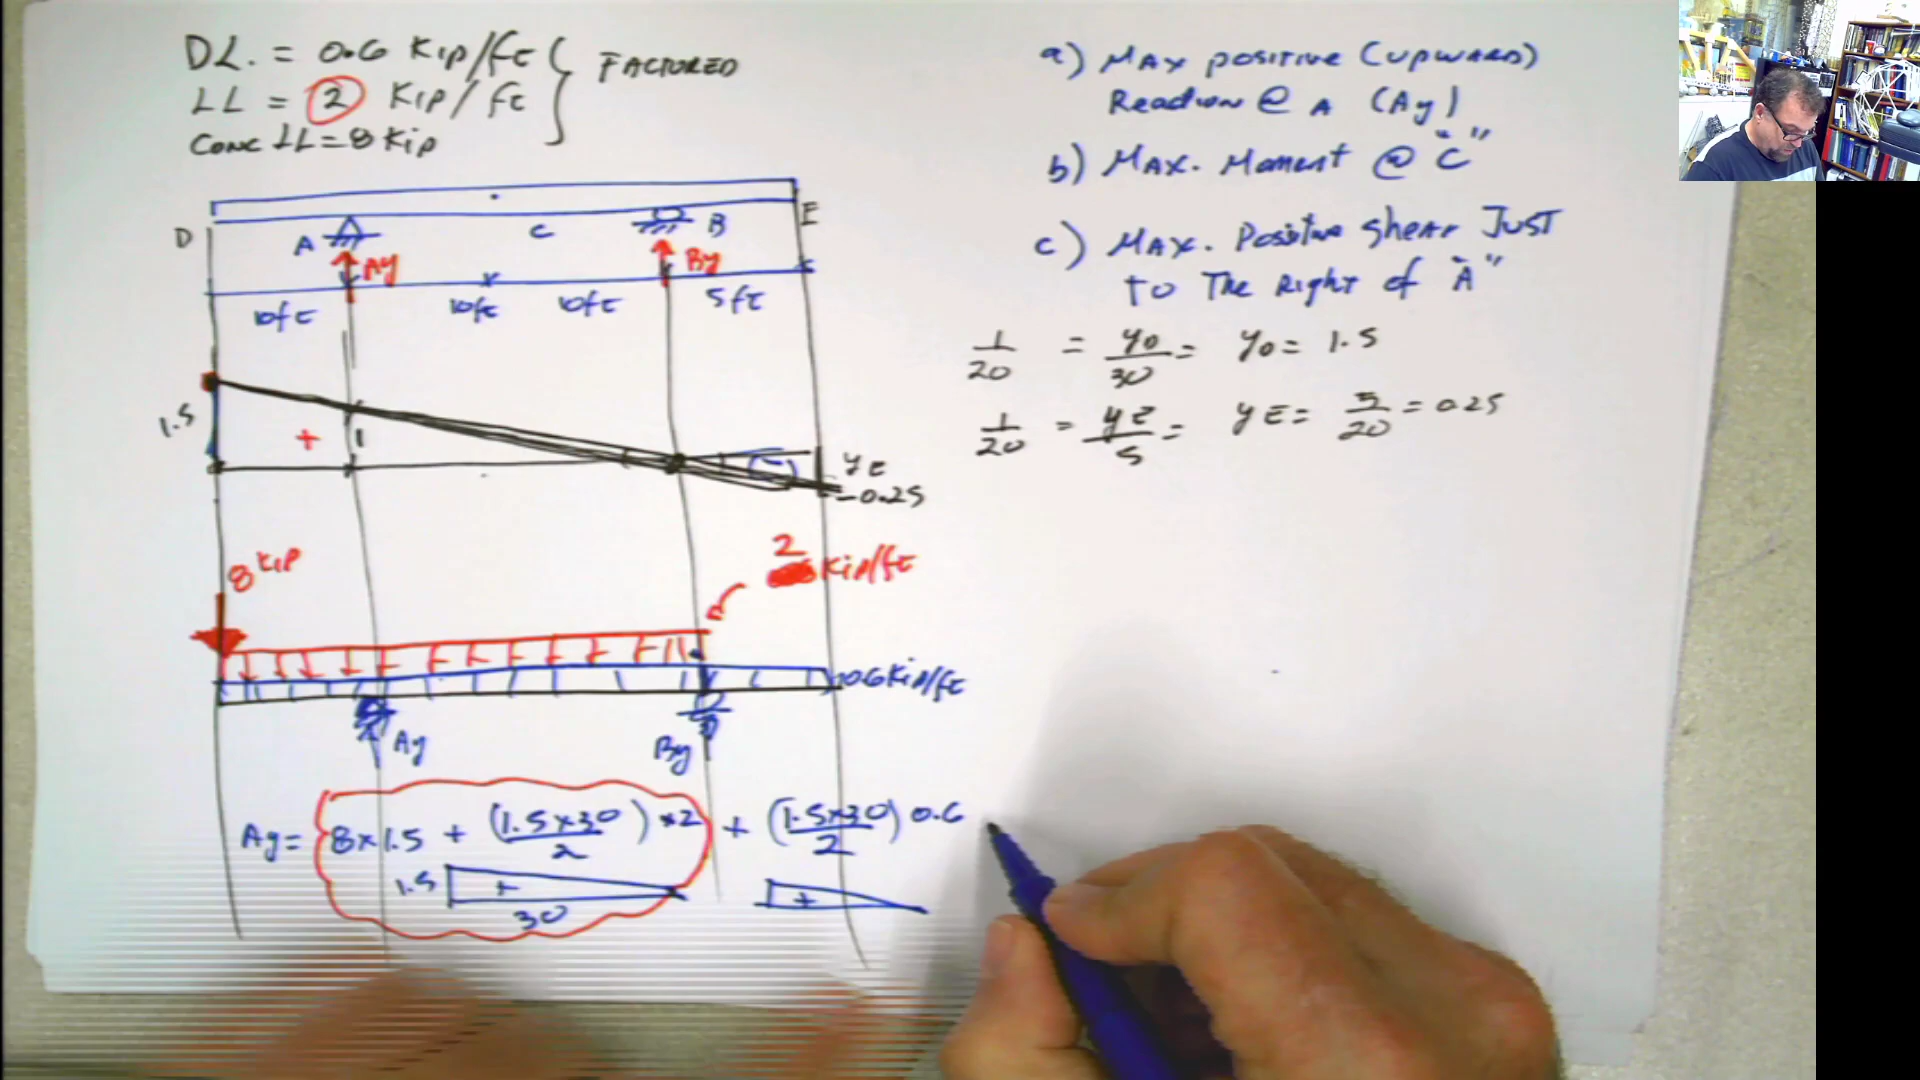 DL. = 0.6 Kip/ft
LL = 2 Kip/ft
Conc LL = 8 Kip
} FACTORED
a) Max positive (upward)
Reaction @ A (Ay)
b) Max. Moment @ "C"
c) Max. Positive Shear Just
to The Right of "A"
D A C B E
Ay By
10ft 10ft 10ft 5ft
1/20 = y0/30 = y0 = 1.5
1/20 = yE/5 = yE = 5/20 = 0.25
1.5 + 1 - yE
-0.25
8 Kip
2 Kip/ft
0.6 Kip/ft
Ay By
Ay = 8x1.5 + (1.5x30/2)x2 + (1.5x30/2) 0.6
1.5 + +
30